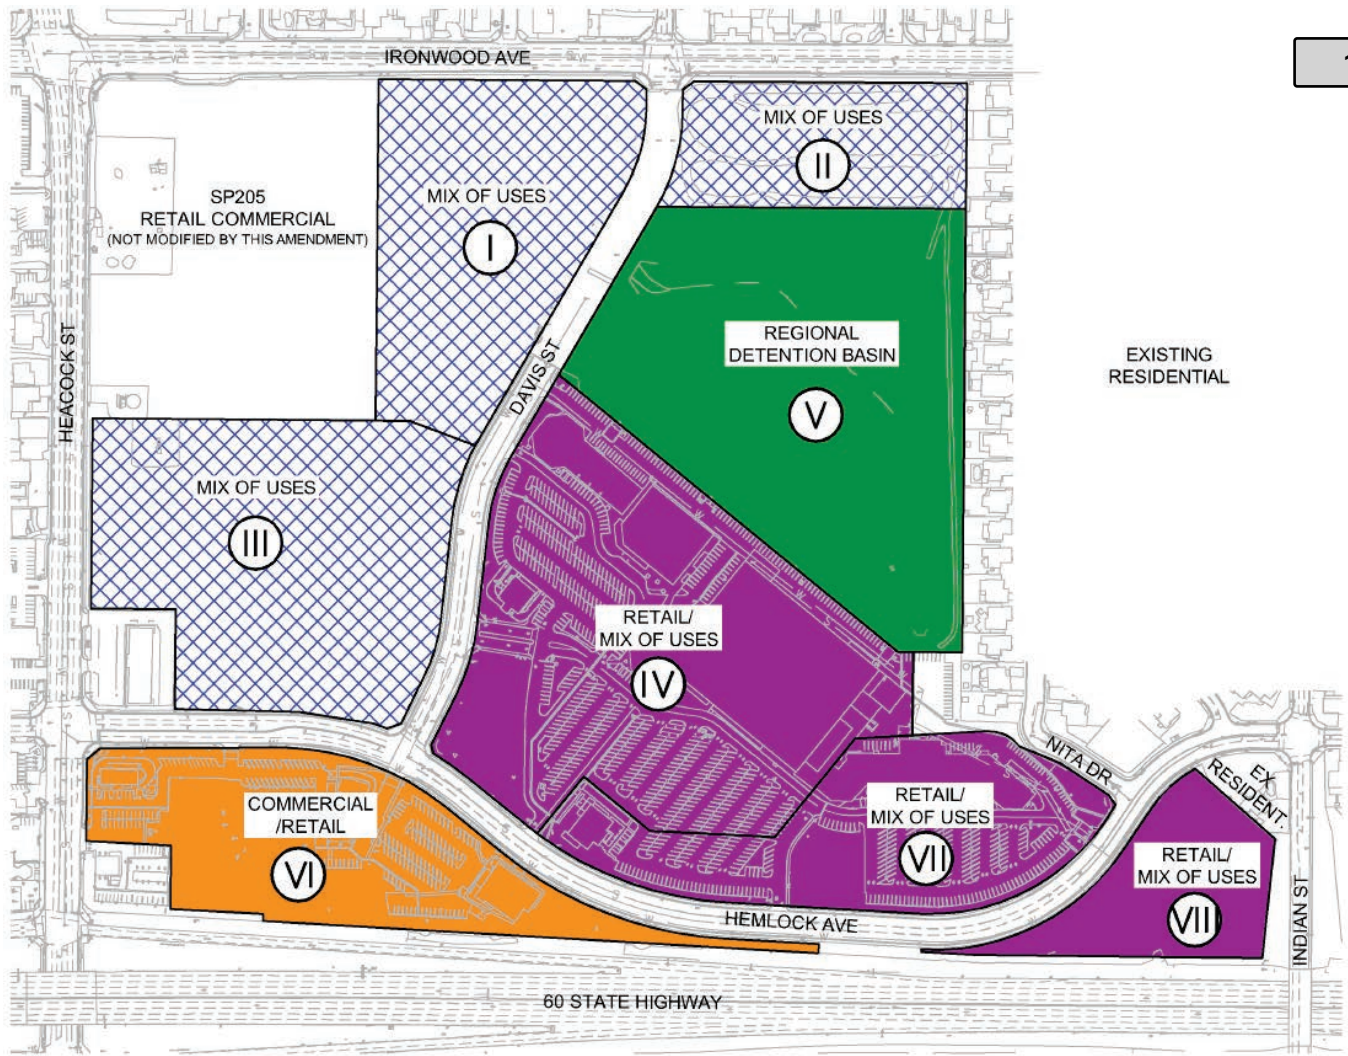 IRONWOOD AVE
1
MIX OF USES
II
MIX OF USES
I
SP205
RETAIL COMMERCIAL
(NOT MODIFIED BY THIS AMENDMENT)
HEACOCK ST
DAVIS ST
REGIONAL
DETENTION BASIN
V
EXISTING
RESIDENTIAL
MIX OF USES
III
RETAIL/
MIX OF USES
IV
NITA DR
EX
RESIDENT.
COMMERCIAL
/RETAIL
VI
RETAIL/
MIX OF USES
VII
RETAIL/
MIX OF USES
VII
HEMLOCK AVE
INDIAN ST
60 STATE HIGHWAY